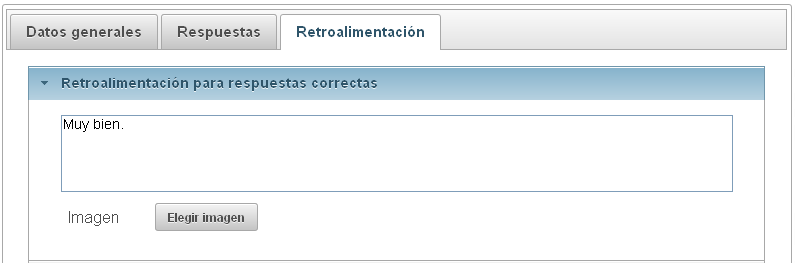 Datos generales Respuestas Retroalimentación
Retroalimentación para respuestas correctas
Muy bien.
Imagen Elegir imagen